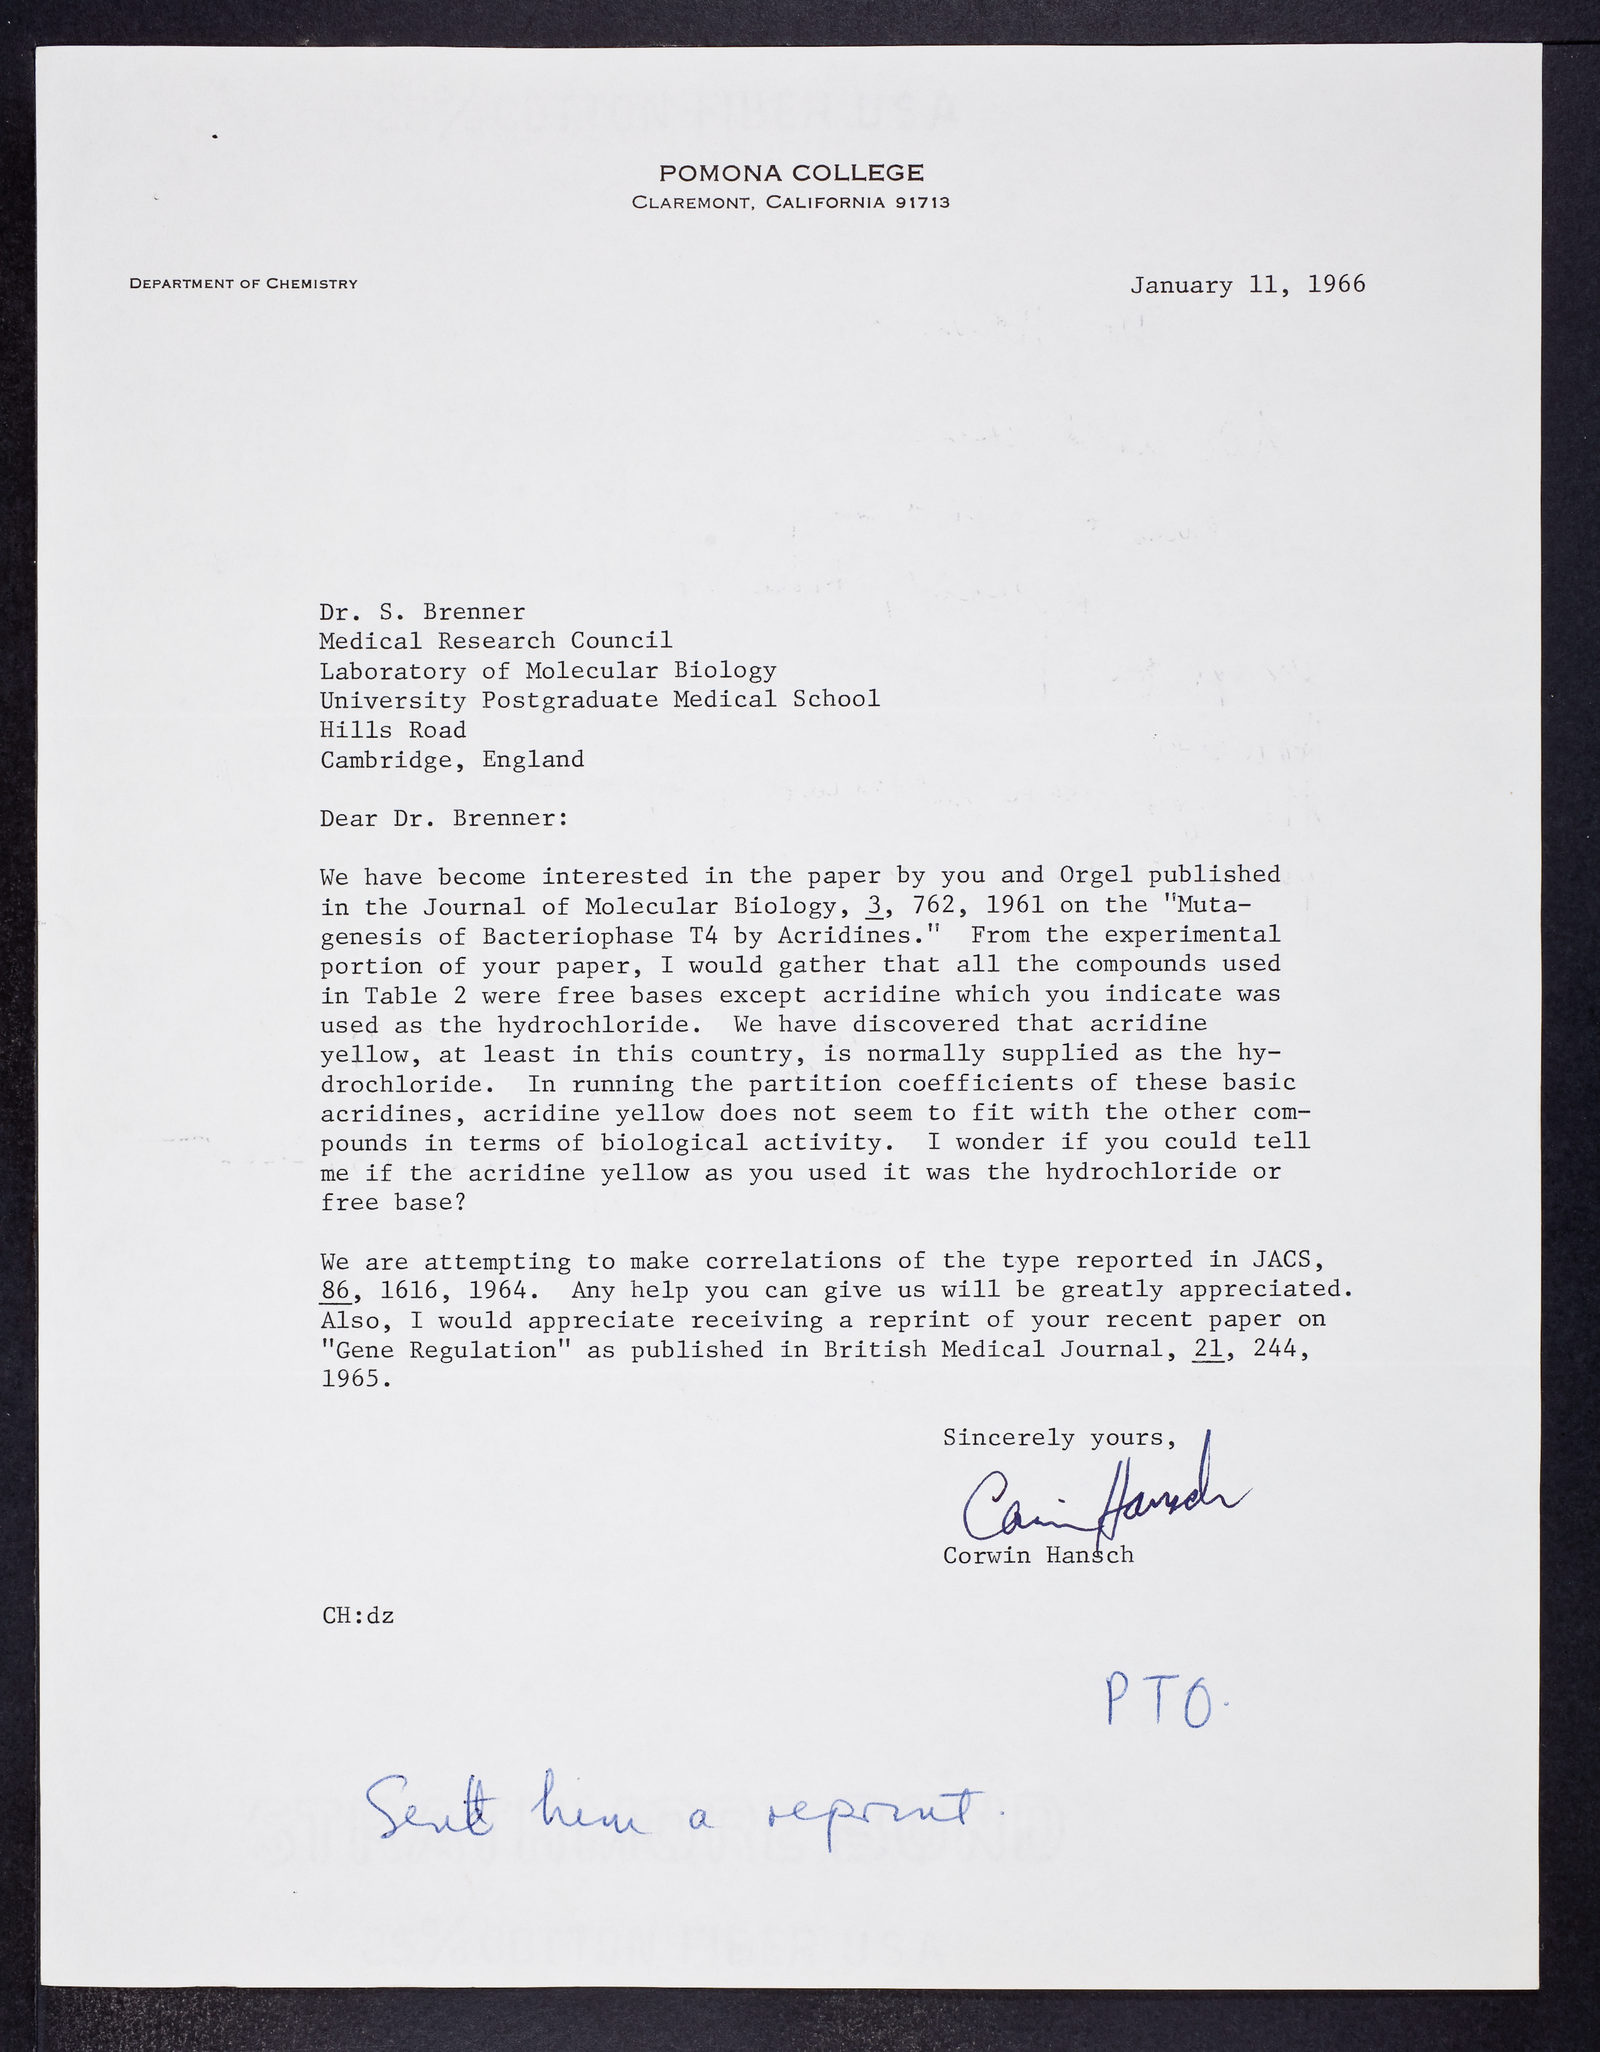 POMONA COLLEGE
CLAREMONT, CALIFORNIA 91713
DEPARTMENT OF CHEMISTRY
January 11, 1966
Dr. S. Brenner
Medical Research Council
Laboratory of Molecular Biology
University Postgraduate Medical School
Hills Road
Cambridge, England
Dear Dr. Brenner:
We have become interested in the paper by you and Orgel published
in the Journal of Molecular Biology, 3, 762, 1961 on the "Muta-
genesis of Bacteriophase T4 by Acridines." From the experimental
portion of your paper, I would gather that all the compounds used
in Table 2 were free bases except acridine which you indicate was
used as the hydrochloride. We have discovered that acridine
yellow, at least in this country, is normally supplied as the hy-
drochloride. In running the partition coefficients of these basic
acridines, acridine yellow does not seem to fit with the other com-
pounds in terms of biological activity. I wonder if you could tell
me if the acridine yellow as you used it was the hydrochloride or
free base?
We are attempting to make correlations of the type reported in JACS,
86, 1616, 1964. Any help you can give us will be greatly appreciated.
Also, I would appreciate receiving a reprint of your recent paper on
"Gene Regulation" as published in British Medical Journal, 21, 244,
1965.
Sincerely yours,
Corwin Hansch
Corwin Hansch
CH:dz
PTO.
Sent him a reprint.